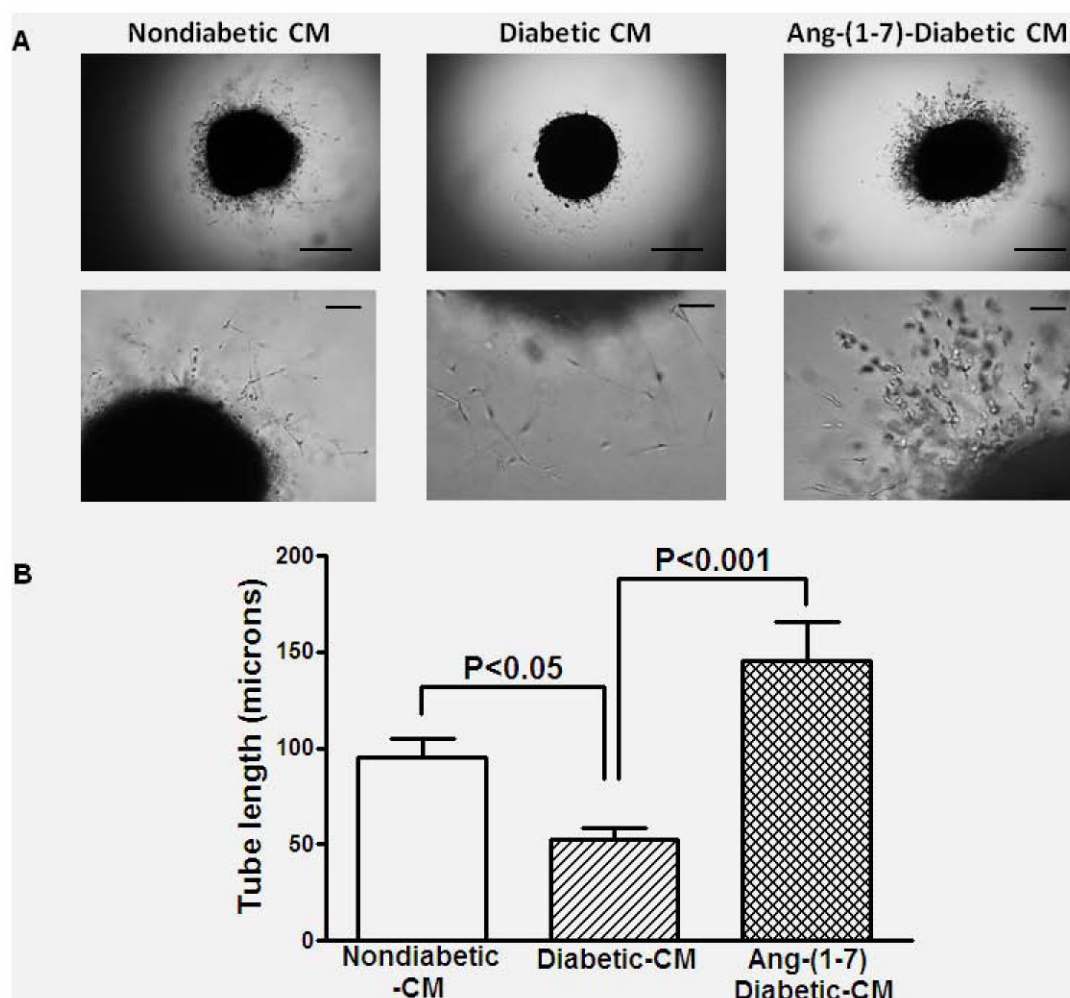 A
Nondiabetic CM
Diabetic CM
Ang-(1-7)-Diabetic CM
B
Tube length (microns)
200
150
100
50
0
P<0.05
P<0.001
Nondiabetic
-CM
Diabetic-CM
Ang-(1-7)
Diabetic-CM